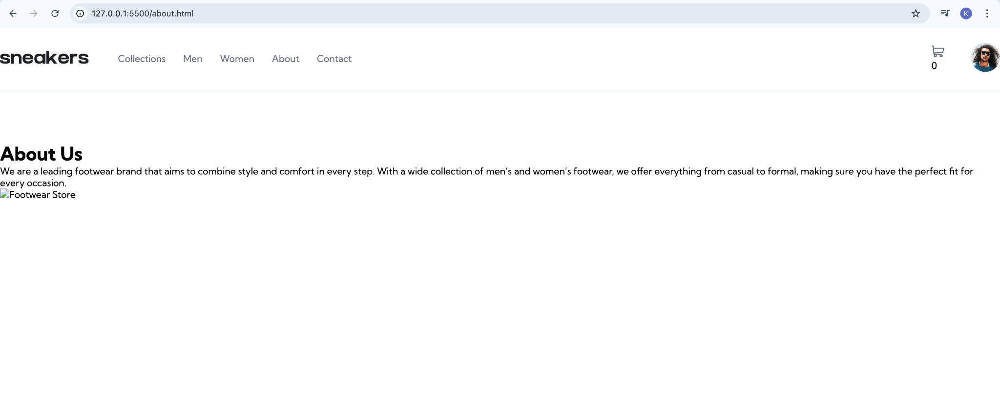 127.0.0.1:5500/about.html
K
sneakers Collections Men Women About Contact
0
About Us
We are a leading footwear brand that aims to combine style and comfort in every step. With a wide collection of men’s and women’s footwear, we offer everything from casual to formal, making sure you have the perfect fit for
every occasion.
Footwear Store